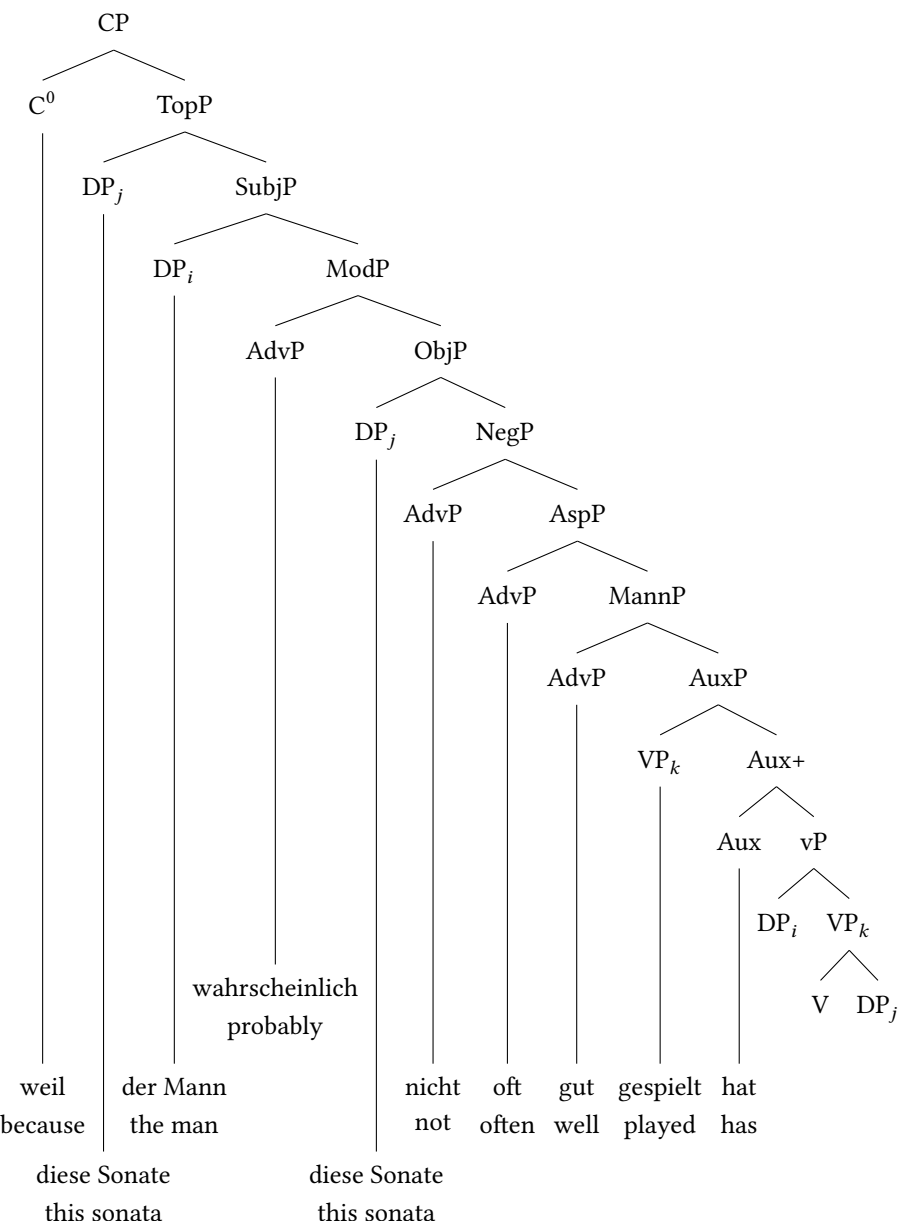 CP
C⁰ TopP
DPⱼ SubjP
DPᵢ ModP
AdvP ObjP
DPⱼ NegP
AdvP AspP
AdvP MannP
AdvP AuxP
VPₖ Aux+
Aux vP
DPᵢ VPₖ
V DPⱼ
wahrscheinlich
probably
weil der Mann nicht oft gut gespielt hat
because the man not often well played has
diese Sonate diese Sonate
this sonata this sonata